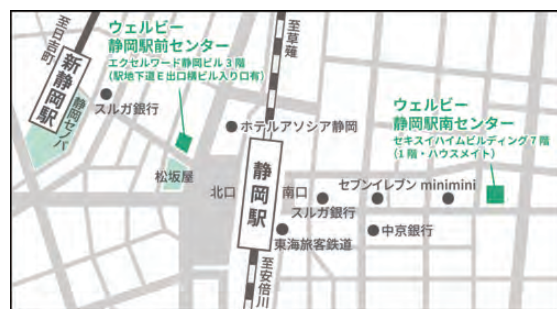 至日吉町
新静岡駅
静岡セノバ
スルガ銀行
ウェルビー
静岡駅前センター
エクセルワード静岡ビル3階
（駅地下道E出口横ビル入り口有）
松坂屋
至草薙
ホテルアソシア静岡
北口
静岡駅
南口
スルガ銀行
東海旅客鉄道
至安倍川
セブンイレブン
minimini
中京銀行
ウェルビー
静岡駅南センター
セキスイハイムビルディング7階
（1階・ハウスメイト）